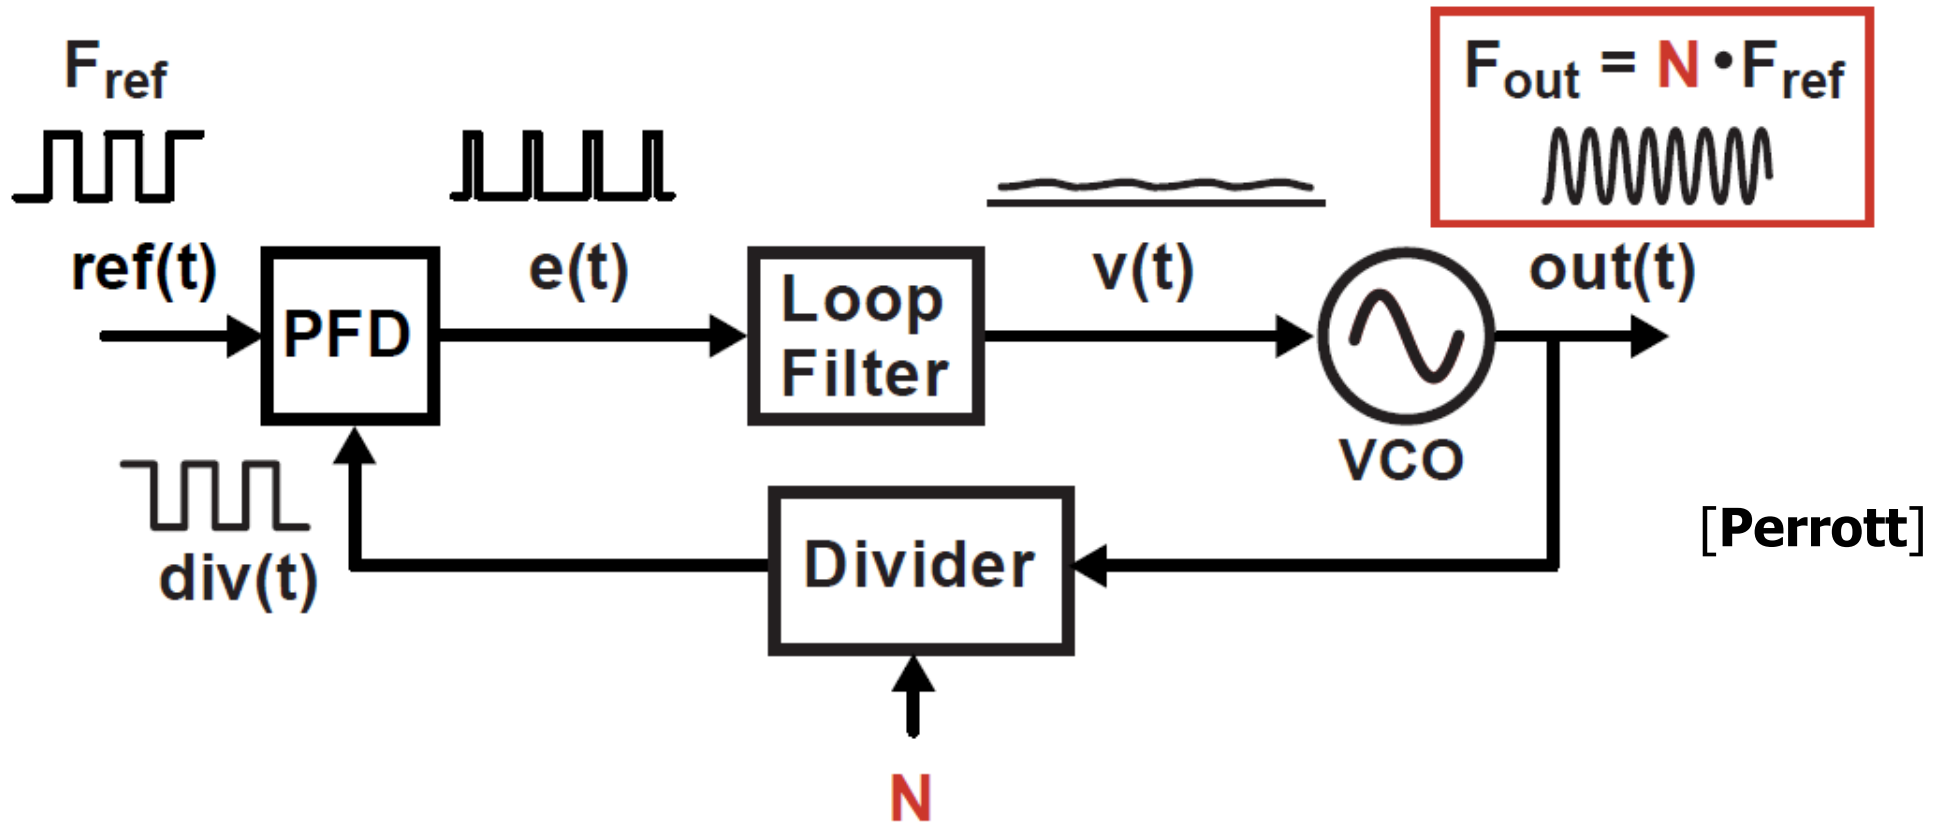 Fref
Fout = N • Fref
ref(t)
e(t)
v(t)
out(t)
PFD
Loop
Filter
VCO
div(t)
Divider
[Perrott]
N